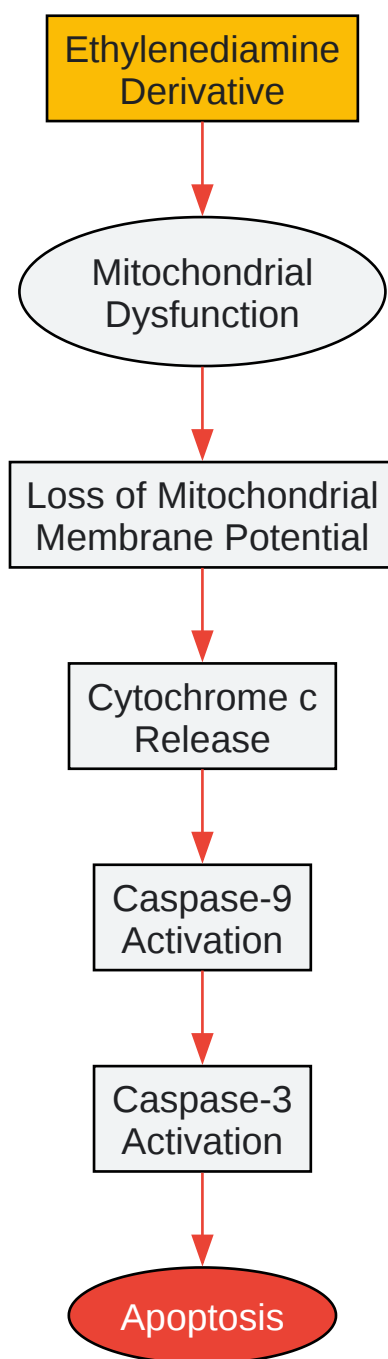 Ethylenediamine
Derivative
Mitochondrial
Dysfunction
Loss of Mitochondrial
Membrane Potential
Cytochrome c
Release
Caspase-9
Activation
Caspase-3
Activation
Apoptosis